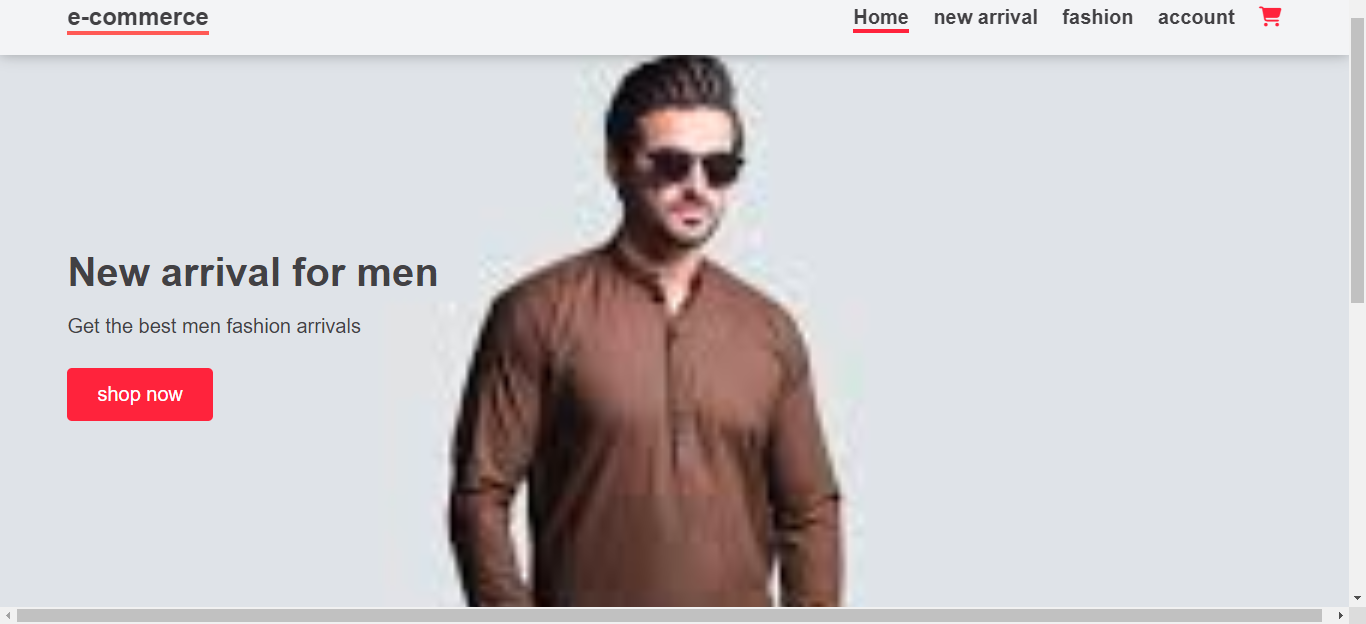 e-commerce
Home new arrival fashion account
New arrival for men
Get the best men fashion arrivals
shop now